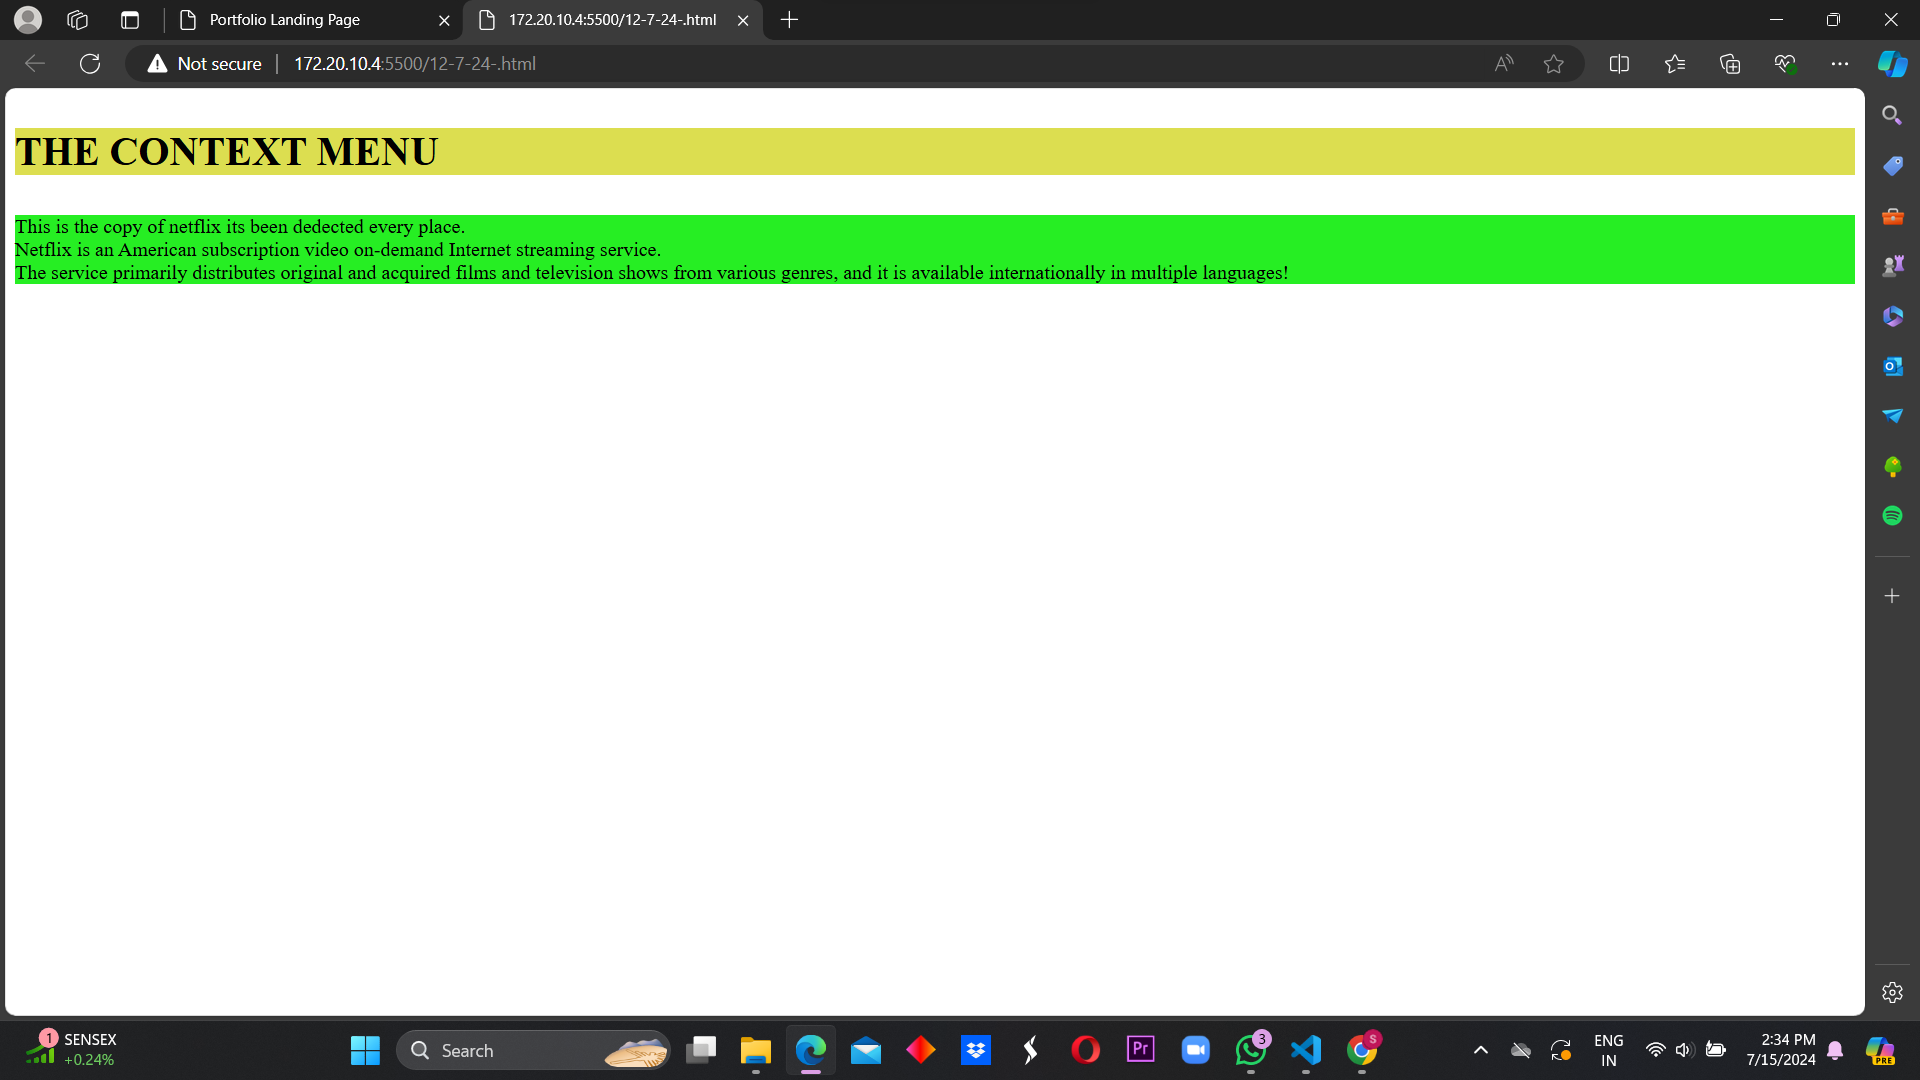 Portfolio Landing Page
172.20.10.4:5500/12-7-24-.html
Not secure
172.20.10.4:5500/12-7-24-.html
THE CONTEXT MENU
This is the copy of netflix its been dedected every place.
Netflix is an American subscription video on-demand Internet streaming service.
The service primarily distributes original and acquired films and television shows from various genres, and it is available internationally in multiple languages!
1
SENSEX
+0.24%
Search
Pr
3
S
ENG
IN
2:34 PM
7/15/2024
PRE